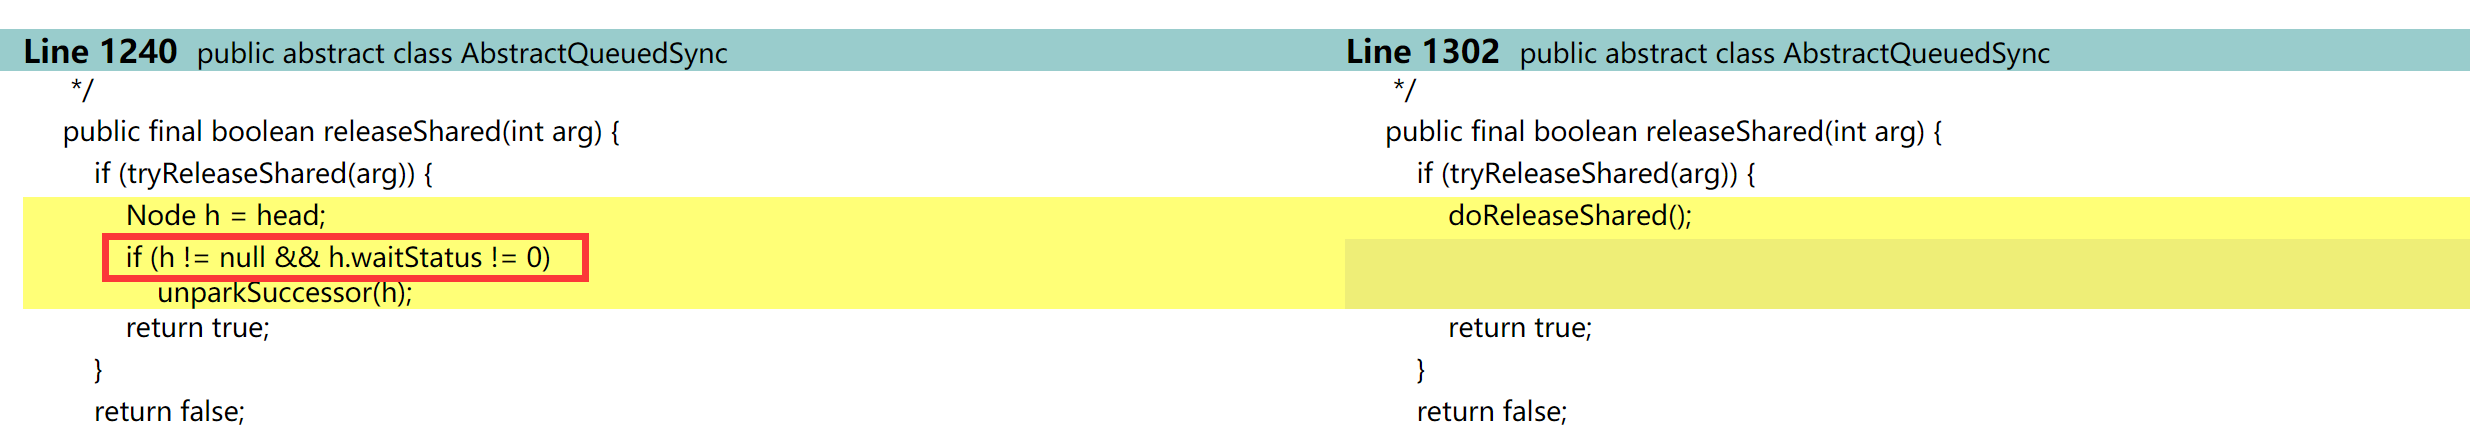 Line 1240 public abstract class AbstractQueuedSync
*/
public final boolean releaseShared(int arg) {
if (tryReleaseShared(arg)) {
Node h = head;
if (h != null && h.waitStatus != 0)
unparkSuccessor(h);
return true;
}
return false;
Line 1302 public abstract class AbstractQueuedSync
*/
public final boolean releaseShared(int arg) {
if (tryReleaseShared(arg)) {
doReleaseShared();
return true;
}
return false;